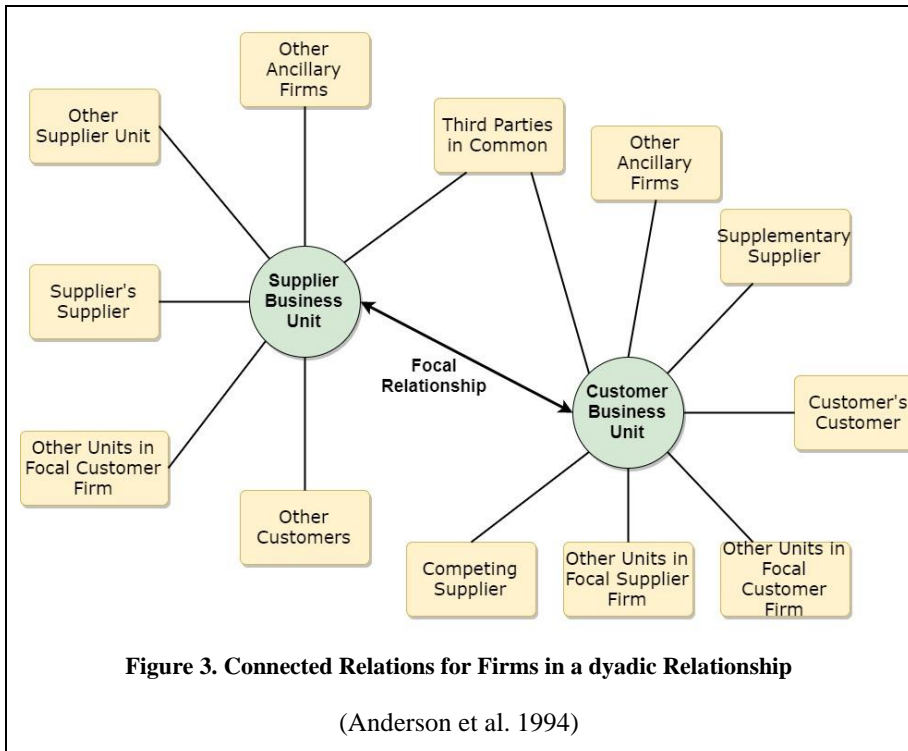 Other
Ancillary
Firms
Other
Supplier Unit
Third Parties
in Common
Other
Ancillary
Firms
Supplementary
Supplier
Supplier's
Supplier
Supplier
Business
Unit
Focal
Relationship
Customer
Business
Unit
Customer's
Customer
Other Units in
Focal Customer
Firm
Other
Customers
Competing
Supplier
Other Units in
Focal Supplier
Firm
Other Units in
Focal
Customer
Firm
Figure 3. Connected Relations for Firms in a dyadic Relationship
(Anderson et al. 1994)